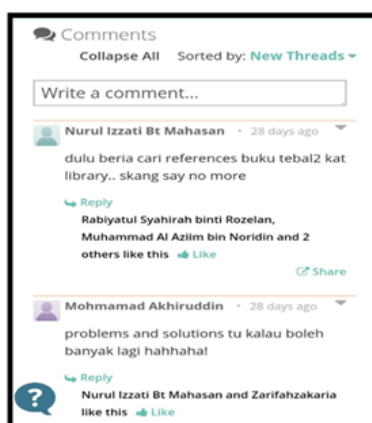 Comments
Collapse All Sorted by: New Threads
Write a comment...
Nurul Izzati Bt Mahasan • 28 days ago
dulu beria cari references buku tebal2 kat
library.. skang say no more
Reply
Rabiyatul Syahirah binti Rozelan,
Muhammad Al Aziim bin Noridin and 2
others like this Like
Share
Mohmamad Akhiruddin • 28 days ago
problems and solutions tu kalau boleh
banyak lagi hahhaha!
Reply
Nurul Izzati Bt Mahasan and Zarifahzakaria
like this Like
?